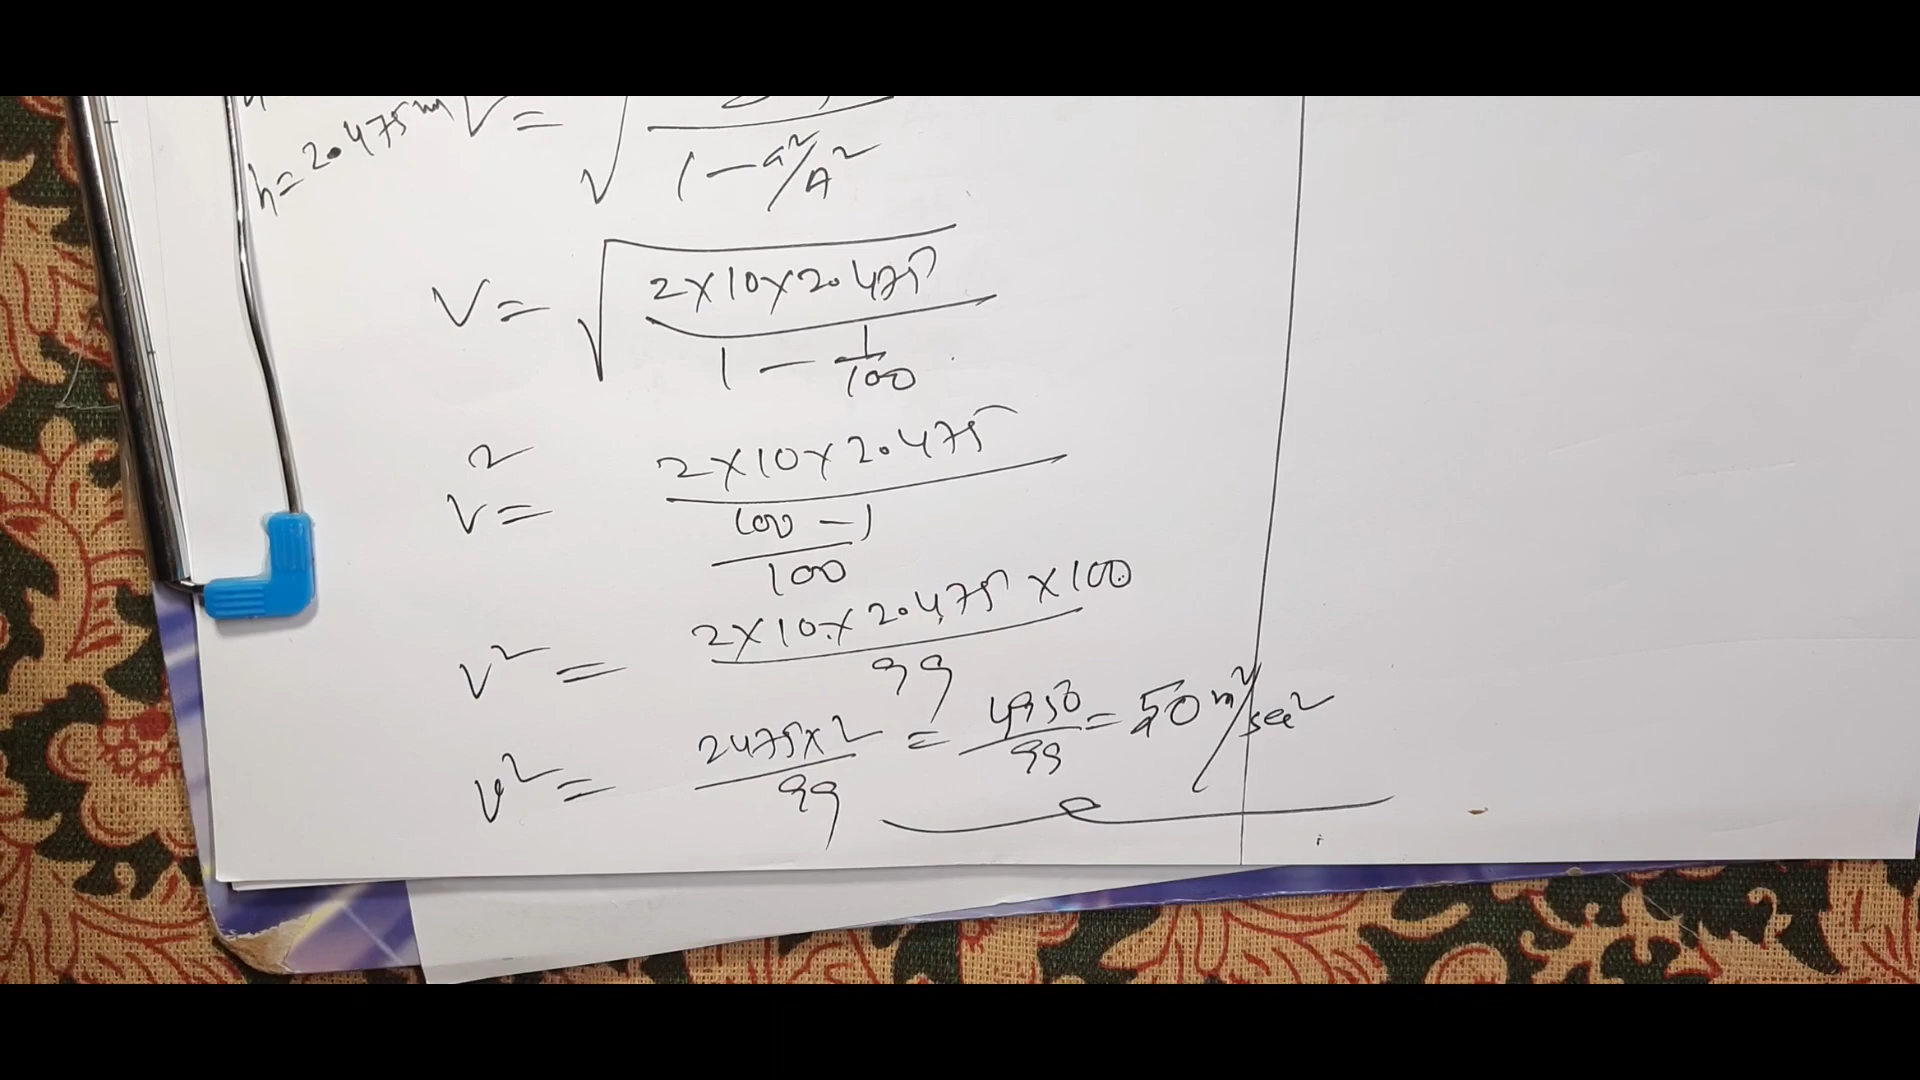 h=2.475m
V=√ / 1-a²/A²
V=√ 2×10×2.475 / 1-1/100
V²= 2×10×2.475 / (100-1)/100
V²= 2×10×2.475×100 / 99
v²= 2475×2 / 99 = 4950/99 = 50 m²/sec²